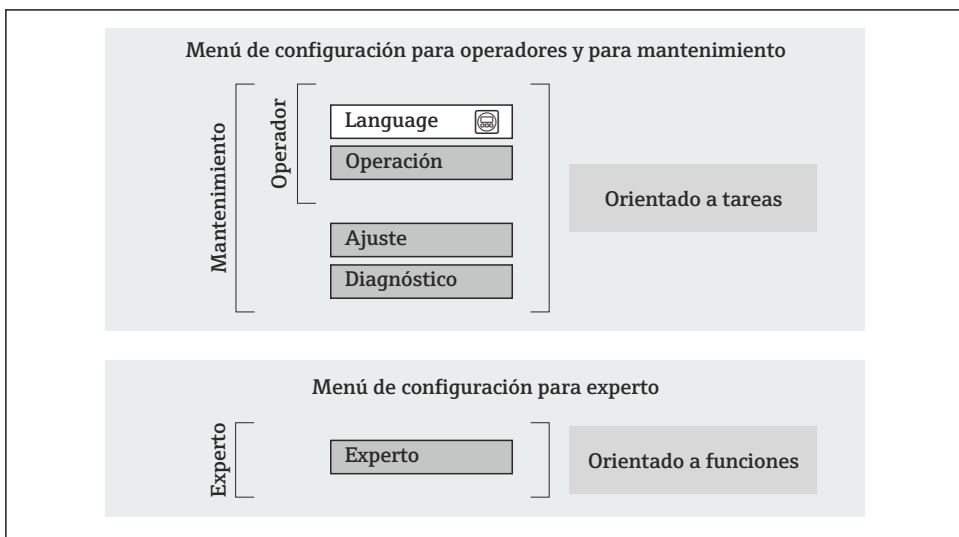 Menú de configuración para operadores y para mantenimiento
Mantenimiento
Operador
Language
Operación
Ajuste
Diagnóstico
Orientado a tareas
Menú de configuración para experto
Experto
Experto
Orientado a funciones